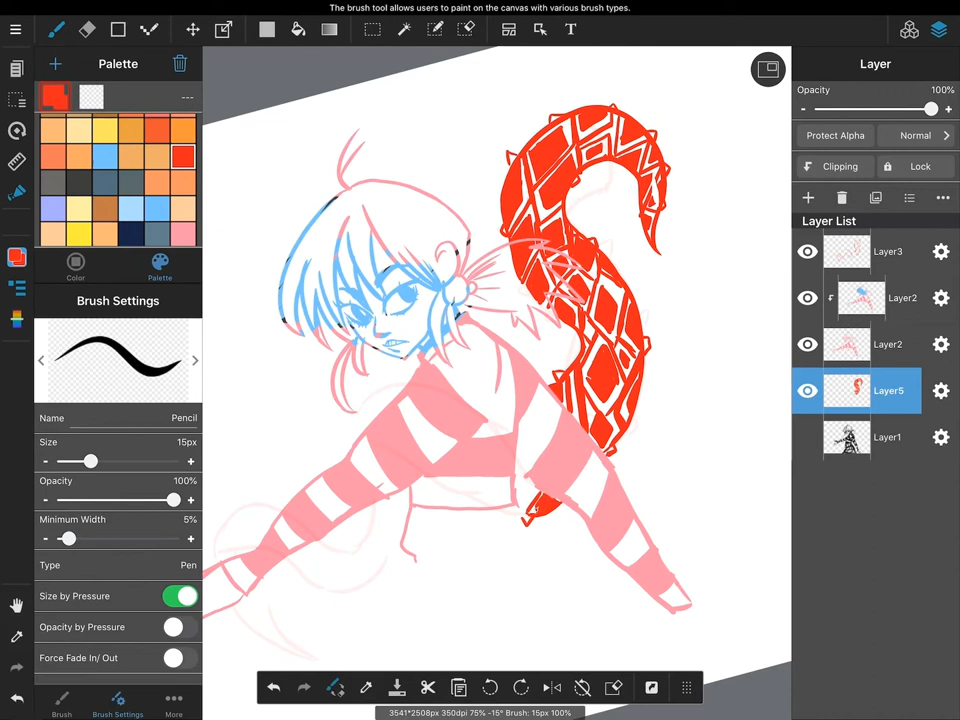 The brush tool allows users to paint on the canvas with various brush types.
T
Palette
---
Color
Palette
Brush Settings
Name
Pencil
Size
15px
- +
Opacity
100%
- +
Minimum Width
5%
- +
Type
Pen
Size by Pressure
Opacity by Pressure
Force Fade In/ Out
Brush
Brush Settings
More
3541*2508px 350dpi 75% -15° Brush: 15px 100%
Layer
Opacity
100%
- +
Protect Alpha
Normal
Clipping
Lock
Layer List
Layer3
Layer2
Layer2
Layer5
Layer1